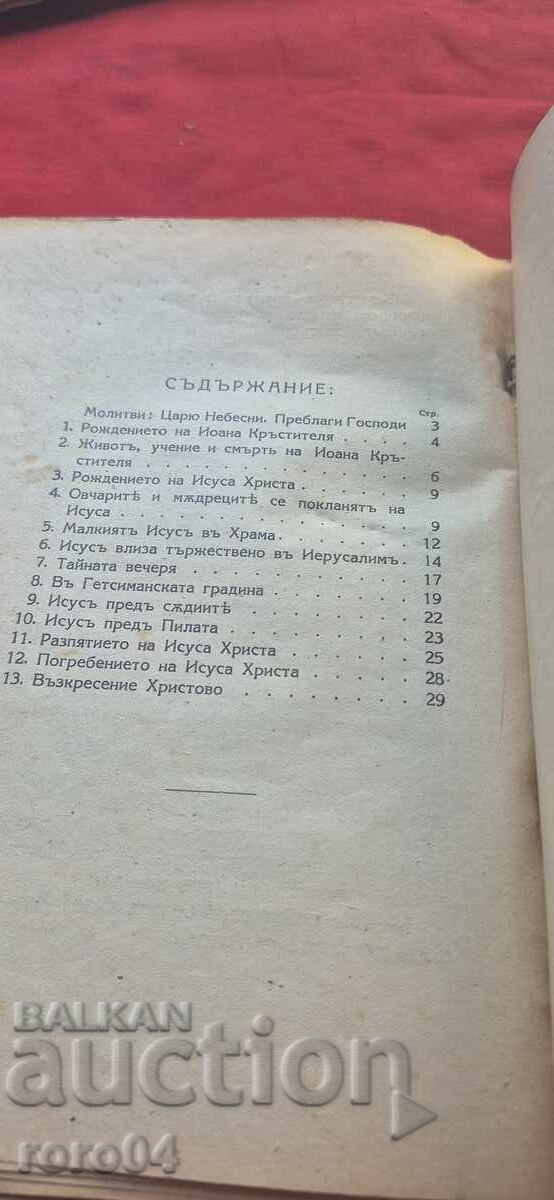 СЪДЪРЖАНИЕ:
Стр.
Молитви: Царю Небесни. Преблаги Господи 3
1. Рождението на Иоана Кръстителя . . . . 4
2. Животъ, учение и смърть на Иоана Кръ-
стителя . . . . . . . . . . . . . . 6
3. Рождението на Исуса Христа . . . . . . 9
4. Овчаритѣ и мѫдрецитѣ се покланятъ на
Исуса . . . . . . . . . . . . . . . 9
5. Малкиятъ Исусъ въ Храма . . . . . . . 12
6. Исусъ влиза тържествено въ Иерусалимъ . 14
7. Тайната вечеря . . . . . . . . . . . 17
8. Въ Гетсиманската градина . . . . . . . 19
9. Исусъ предъ сѫдиитѣ . . . . . . . . . 22
10. Исусъ предъ Пилата . . . . . . . . . 23
11. Разпятието на Исуса Христа . . . . . . 25
12. Погребението на Исуса Христа . . . . . 28
13. Възкресение Христово . . . . . . . . 29
BALKAN
auction
roro04